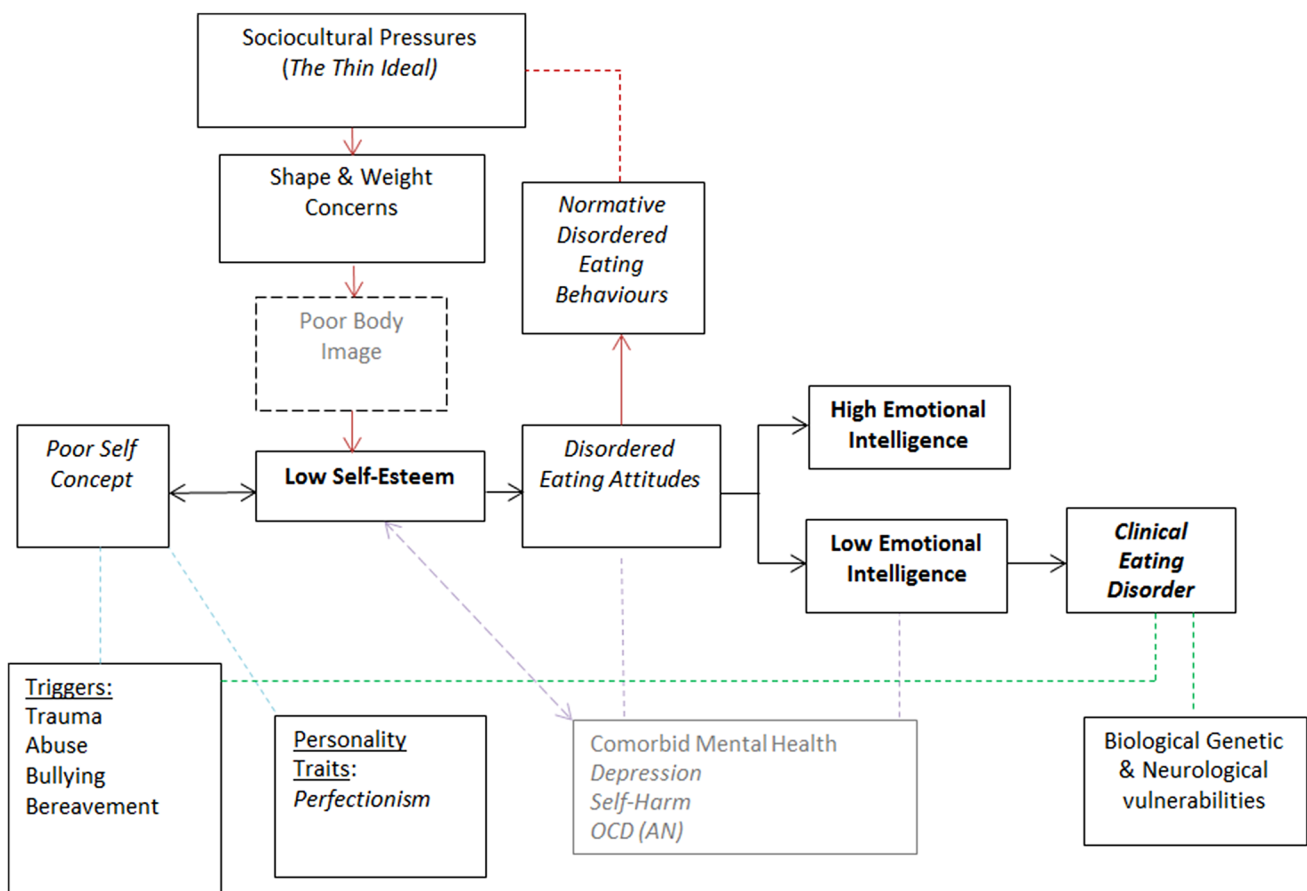 Sociocultural Pressures
(The Thin Ideal)
Shape & Weight
Concerns
Normative
Disordered
Eating
Behaviours
Poor Body
Image
High Emotional
Intelligence
Poor Self
Concept
Low Self-Esteem
Disordered
Eating Attitudes
Low Emotional
Intelligence
Clinical
Eating
Disorder
Triggers:
Trauma
Abuse
Bullying
Bereavement
Personality
Traits:
Perfectionism
Comorbid Mental Health
Depression
Self-Harm
OCD (AN)
Biological Genetic
& Neurological
vulnerabilities